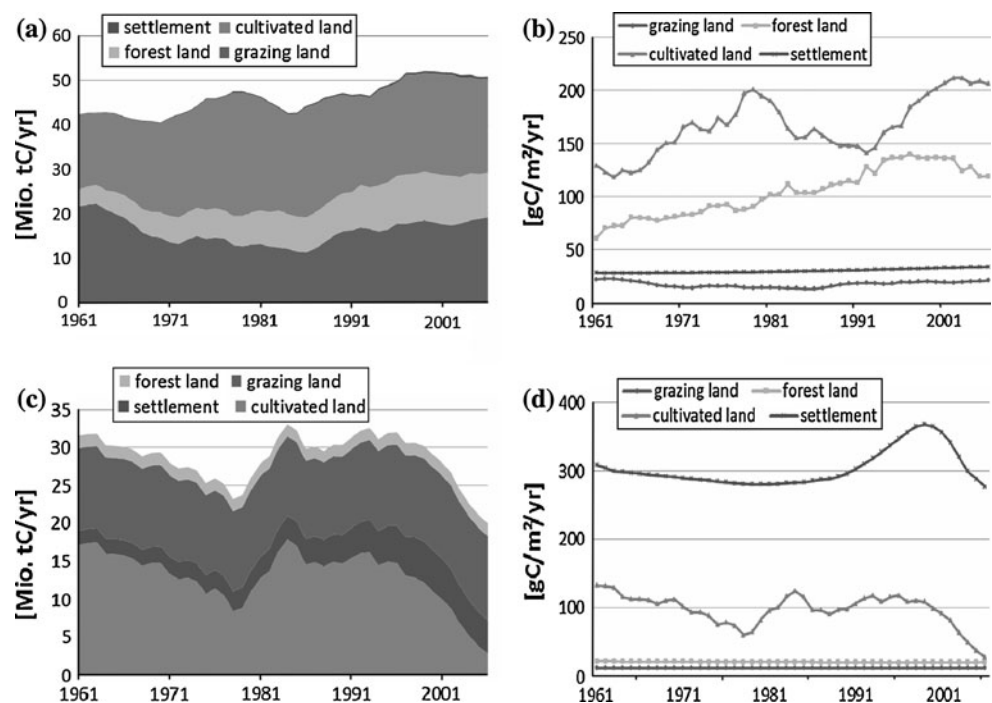 (a)
settlement cultivated land
forest land grazing land
[Mio. tC/yr]
60
50
40
30
20
10
0
1961 1971 1981 1991 2001
(b)
grazing land forest land
cultivated land settlement
[gC/m²/yr]
250
200
150
100
50
0
1961 1971 1981 1991 2001
(c)
forest land grazing land
settlement cultivated land
[Mio. tC/yr]
35
30
25
20
15
10
5
0
1961 1971 1981 1991 2001
(d)
grazing land forest land
cultivated land settlement
[gC/m²/yr]
400
300
200
100
0
1961 1971 1981 1991 2001